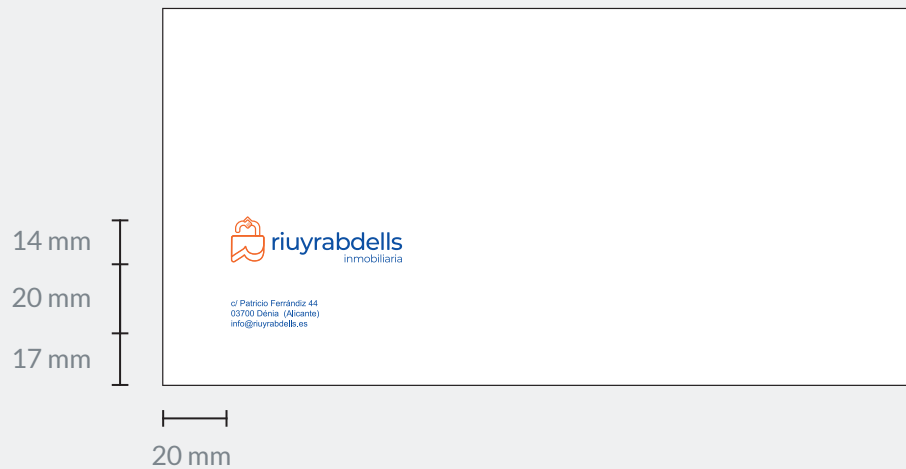 14 mm
20 mm
17 mm
riuyrabdells
inmobiliaria
c/ Patricio Ferrándiz 44
03700 Dénia (Alicante)
info@riuyrabdells.es
20 mm